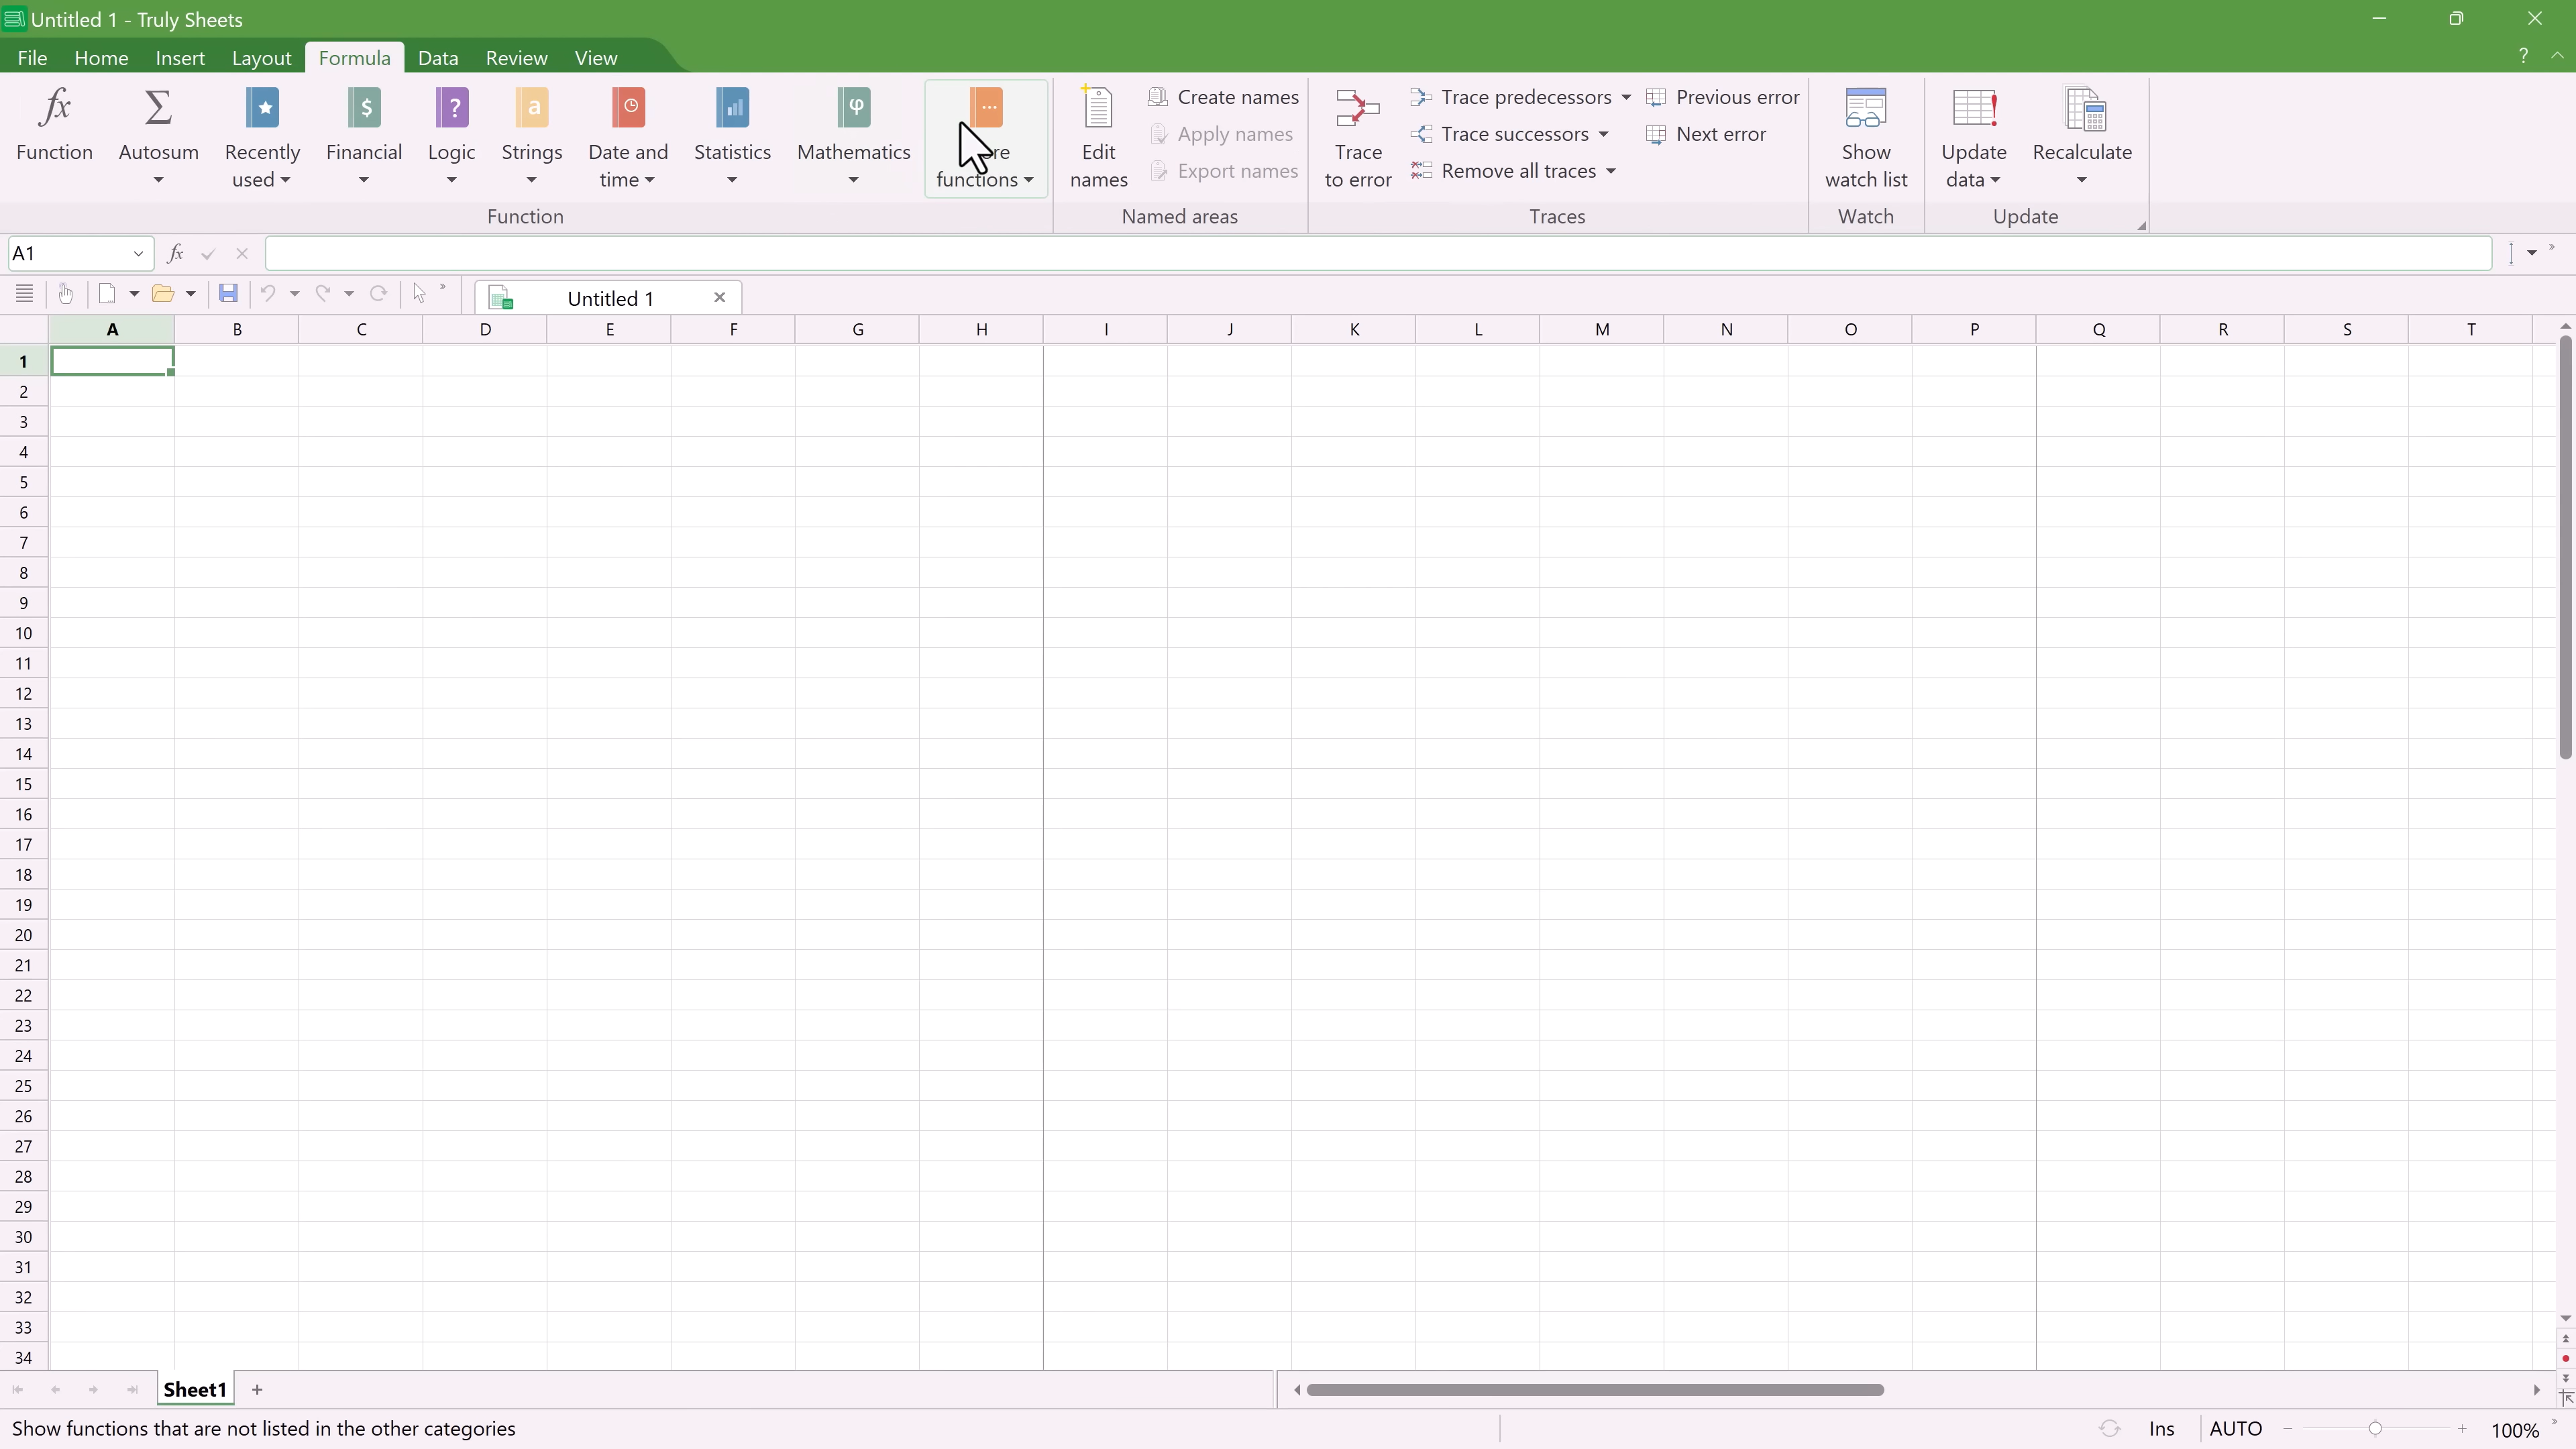 Untitled 1 - Truly Sheets
File Home Insert Layout Formula Data Review View ?
Function Autosum Recently used Financial Logic Strings Date and time Statistics Mathematics functions
Edit names Create names Apply names Export names
Trace to error Trace predecessors Trace successors Remove all traces Previous error Next error
Show watch list Update data Recalculate
Function Named areas Traces Watch Update
A1 fx
Untitled 1
A B C D E F G H I J K L M N O P Q R S T
1
2
3
4
5
6
7
8
9
10
11
12
13
14
15
16
17
18
19
20
21
22
23
24
25
26
27
28
29
30
31
32
33
34
Sheet1 +
Show functions that are not listed in the other categories Ins AUTO 100%